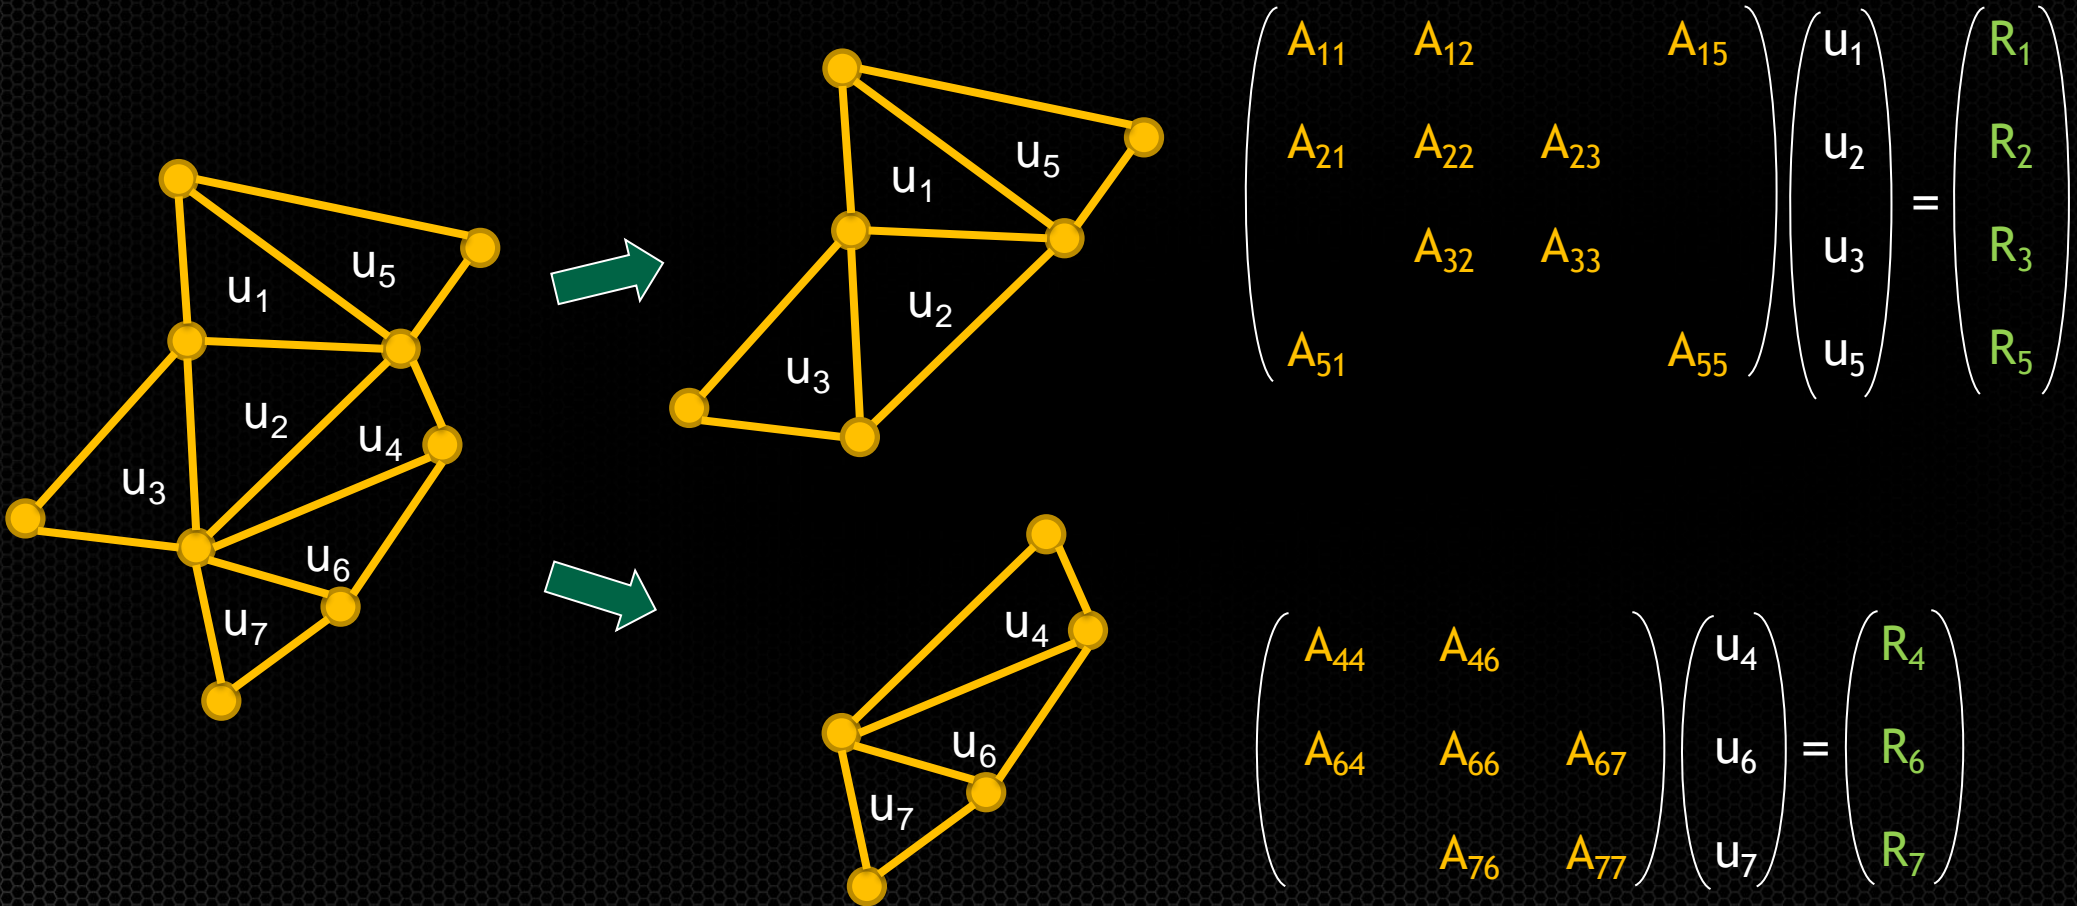 u₅
u₁
u₂
u₄
u₃
u₆
u₇
u₅
u₁
u₂
u₃
u₄
u₆
u₇
A₁₁ A₁₂ A₁₅ u₁ R₁
A₂₁ A₂₂ A₂₃ u₂ R₂
=
A₃₂ A₃₃ u₃ R₃
A₅₁ A₅₅ u₅ R₅
A₄₄ A₄₆ u₄ R₄
A₆₄ A₆₆ A₆₇ u₆ = R₆
A₇₆ A₇₇ u₇ R₇